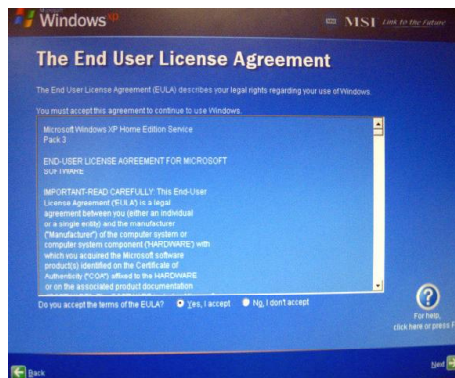 Windows xp
MSI Link to the Future
The End User License Agreement
The End User License Agreement (EULA) describes your legal rights regarding your use of Windows.
You must accept this agreement to continue to use Windows.
Microsoft Windows XP Home Edition Service
Pack 3
END-USER LICENSE AGREEMENT FOR MICROSOFT
SOFTWARE
IMPORTANT-READ CAREFULLY: This End-User
License Agreement ("EULA") is a legal
agreement between you (either an individual
or a single entity) and the manufacturer
("Manufacturer") of the computer system or
computer system component ("HARDWARE") with
which you acquired the Microsoft software
product(s) identified on the Certificate of
Authenticity ("COA") affixed to the HARDWARE
or on the associated product documentation
Do you accept the terms of the EULA? Yes, I accept No, I don't accept
For help,
click here or press F
Back
Next